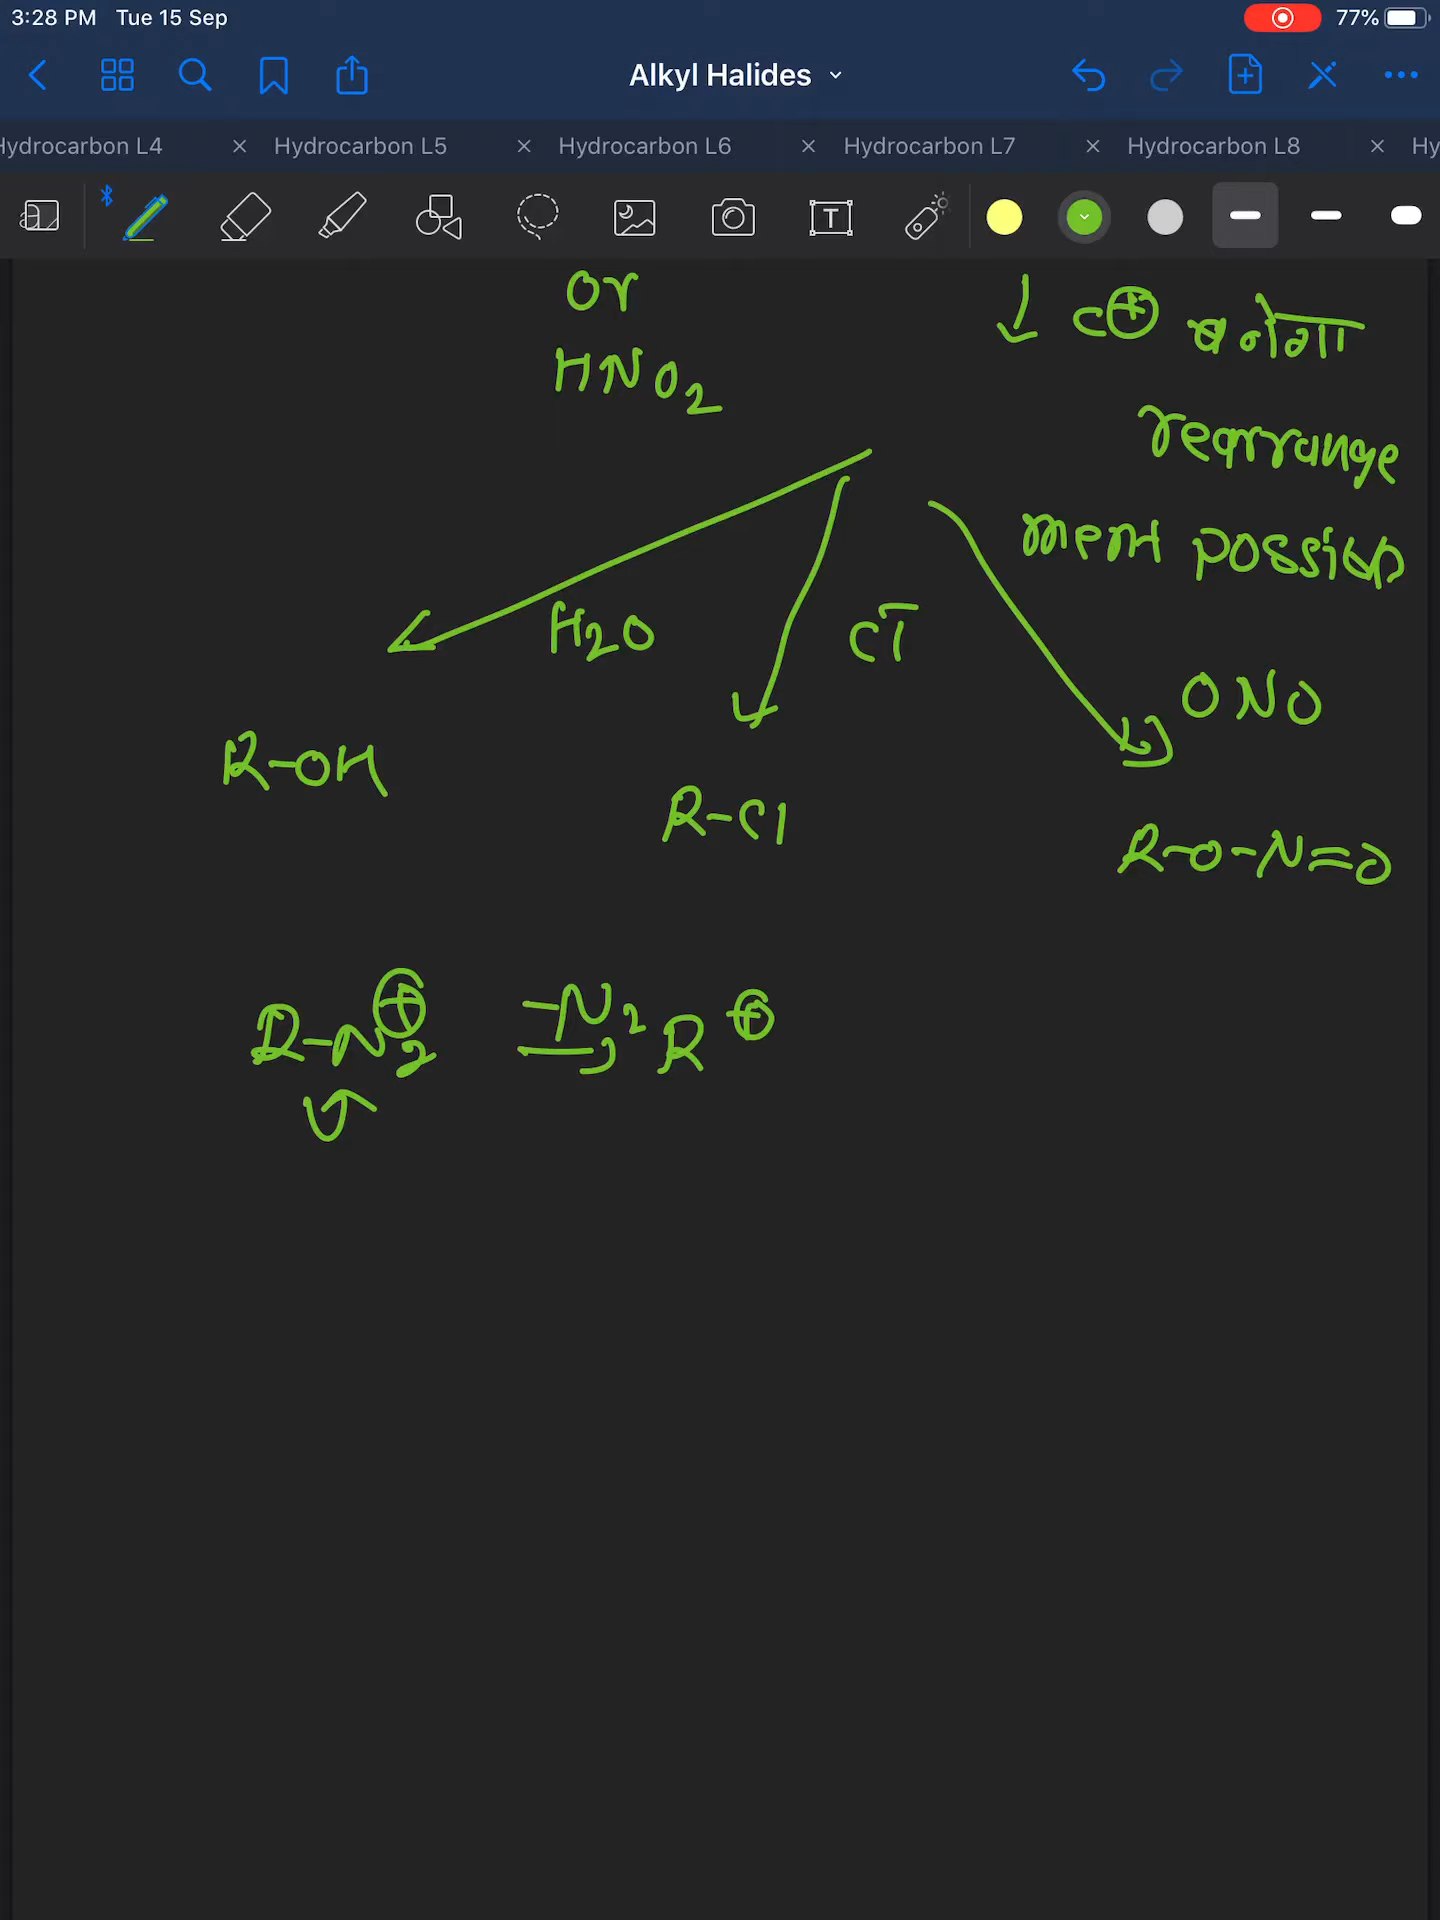 3:28 PM Tue 15 Sep 77%
Alkyl Halides
Hydrocarbon L4 Hydrocarbon L5 Hydrocarbon L6 Hydrocarbon L7 Hydrocarbon L8 Hy
or
HNO2
↓ C⊕ बनेगा
rearrange
ment possible
H2O
Cl⁻
ONO
R-OH
R-Cl
R-O-N=O
R-N2⊕ -N2 → R⊕